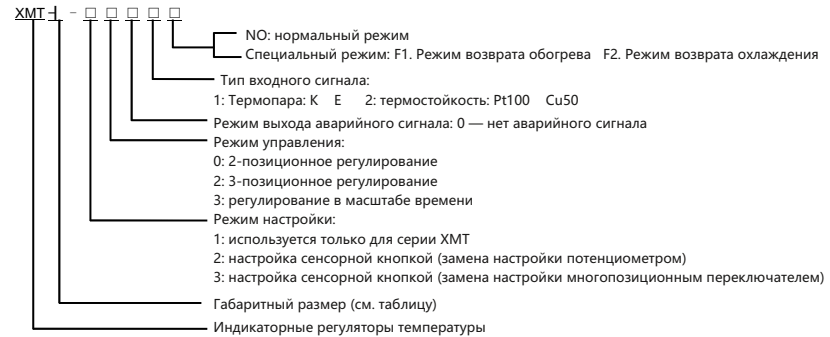 XMT - □ □ □ □ □
NO: нормальный режим
Специальный режим: F1. Режим возврата обогрева F2. Режим возврата охлаждения
Тип входного сигнала:
1: Термопара: K E 2: термостойкость: Pt100 Cu50
Режим выхода аварийного сигнала: 0 — нет аварийного сигнала
Режим управления:
0: 2-позиционное регулирование
2: 3-позиционное регулирование
3: регулирование в масштабе времени
Режим настройки:
1: используется только для серии XMT
2: настройка сенсорной кнопкой (замена настройки потенциометром)
3: настройка сенсорной кнопкой (замена настройки многопозиционным переключателем)
Габаритный размер (см. таблицу)
Индикаторные регуляторы температуры